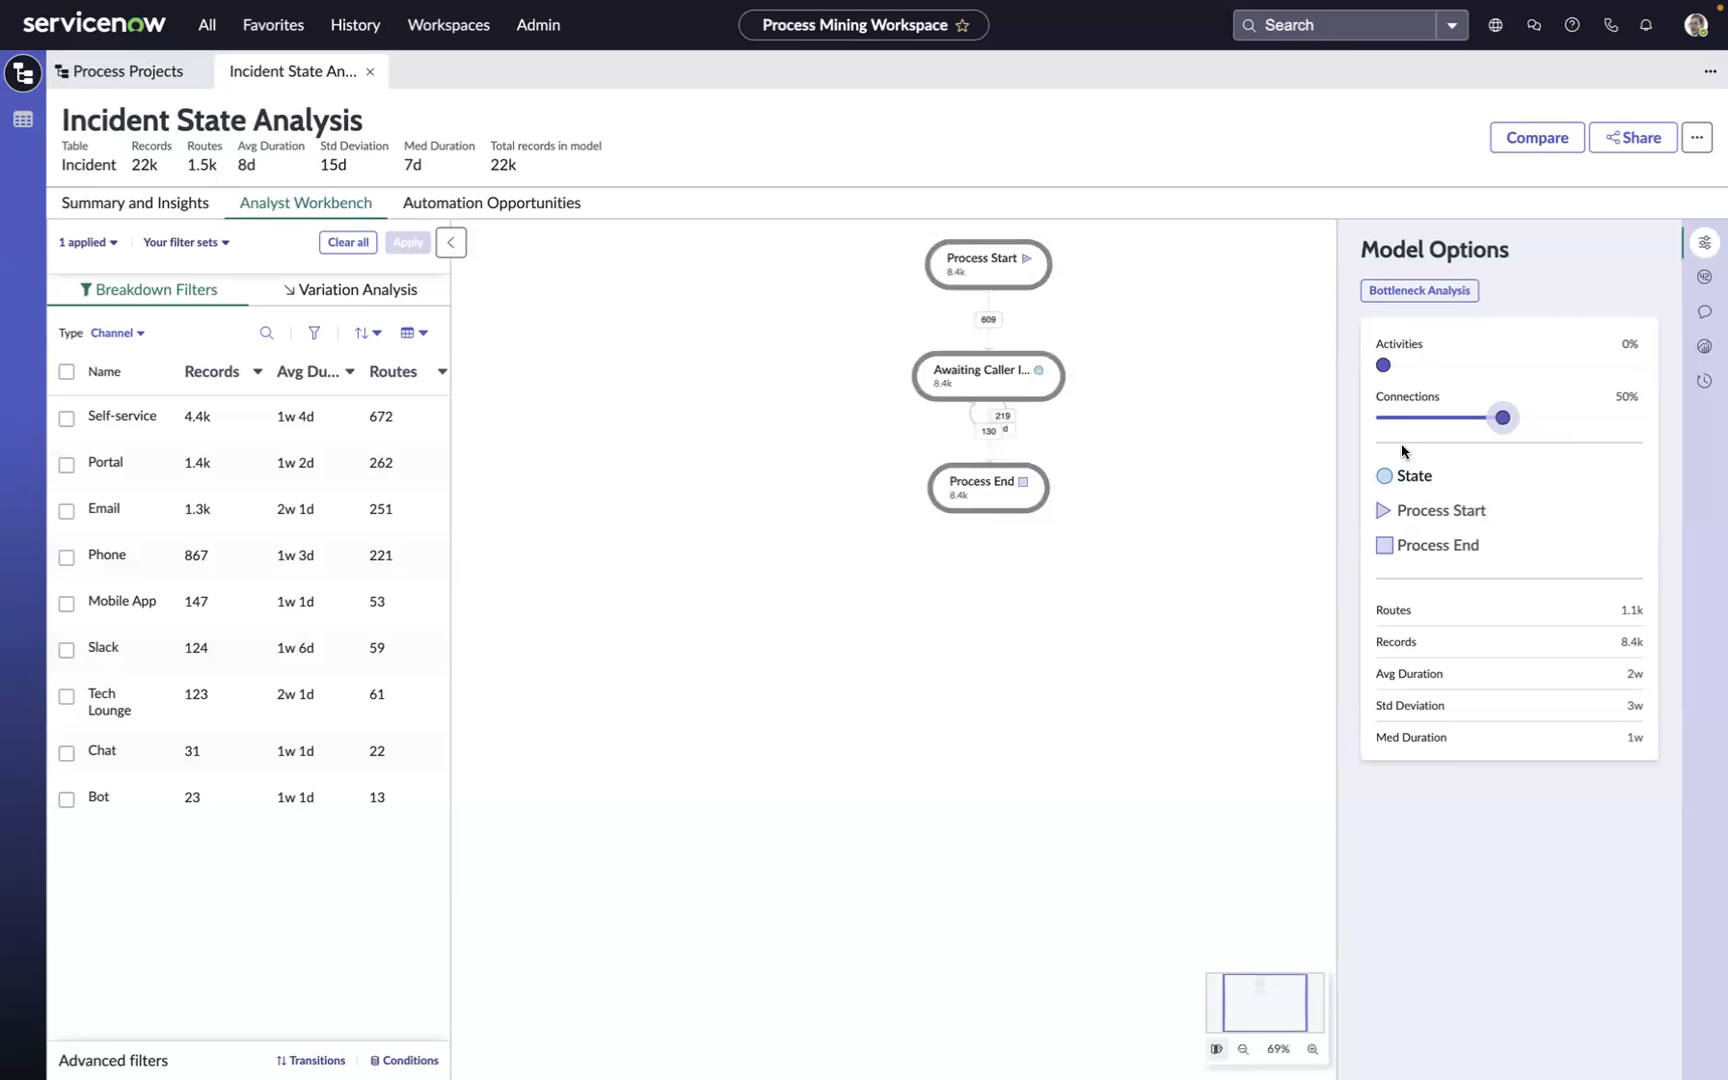 servicenow All Favorites History Workspaces Admin Process Mining Workspace Search
Process Projects Incident State An...
Incident State Analysis
Table Records Routes Avg Duration Std Deviation Med Duration Total records in model
Incident 22k 1.5k 8d 15d 7d 22k
Compare Share
Summary and Insights Analyst Workbench Automation Opportunities
1 applied Your filter sets Clear all Apply
Breakdown Filters Variation Analysis
Type Channel
Name Records Avg Du... Routes
Self-service 4.4k 1w 4d 672
Portal 1.4k 1w 2d 262
Email 1.3k 2w 1d 251
Phone 867 1w 3d 221
Mobile App 147 1w 1d 53
Slack 124 1w 6d 59
Tech Lounge 123 2w 1d 61
Chat 31 1w 1d 22
Bot 23 1w 1d 13
Advanced filters Transitions Conditions
Process Start
8.4k
609
Awaiting Caller I...
8.4k
219
130 d
Process End
8.4k
69%
Model Options
Bottleneck Analysis
Activities 0%
Connections 50%
State
Process Start
Process End
Routes 1.1k
Records 8.4k
Avg Duration 2w
Std Deviation 3w
Med Duration 1w